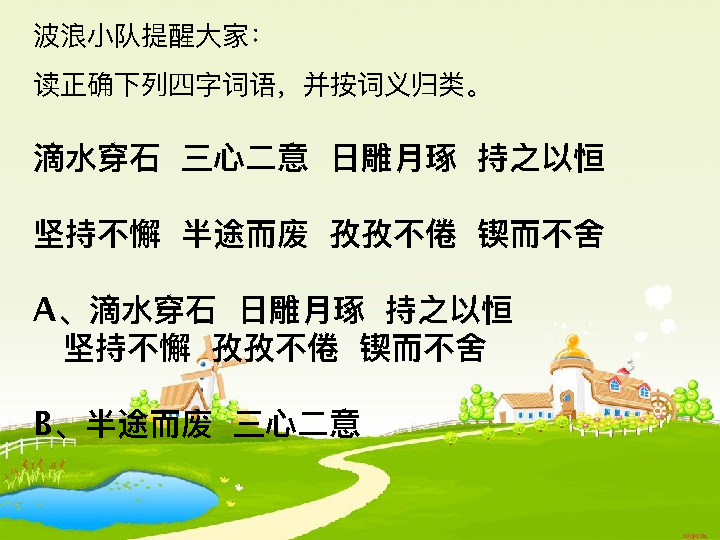 波浪小队提醒大家：
读正确下列四字词语，并按词义归类。
滴水穿石 三心二意 日雕月琢 持之以恒
坚持不懈 半途而废 孜孜不倦 锲而不舍
A、滴水穿石 日雕月琢 持之以恒
坚持不懈 孜孜不倦 锲而不舍
B、半途而废 三心二意